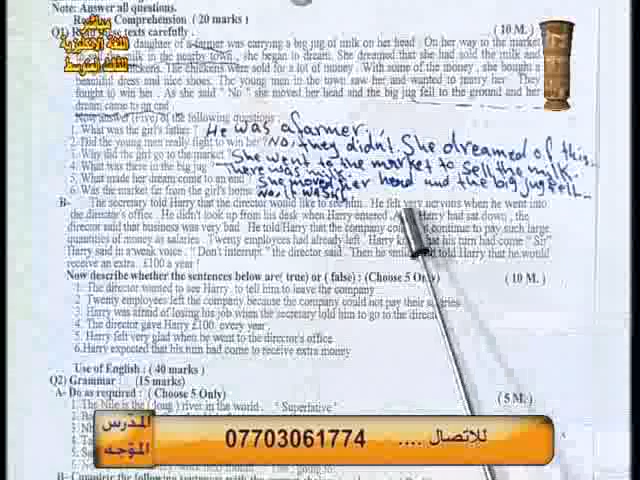 Note: Answer all questions.
Reading Comprehension (20 marks)
Q1) Read these texts carefully. (10 M.)
مباشر
اللغة الإنكليزية
للثالث المتوسط
daughter of a farmer was carrying a big jug of milk on her head . On her way to the market
milk in the nearby town , she began to dream. She dreamed that she had sold the milk and
chickens. The chickens were sold for a lot of money . With some of the money , she bought
beautiful dress and nice shoes. The young men in the town saw her and wanted to marry her. They
fought to win her . As she said " No " she moved her head and the big jug fell to the ground and her
dream came to an end
Now answer (Five) of the following questions :
1. What was the girl's father ? He was a farmer.
2. Did the young men really fight to win her? No, they didn't. She dreamed of this.
3. Why did the girl go to the market She went to the market to sell the milk.
4. What was there in the big jug There was milk.
5. What made her dream come to an end She moved her head and the big jug fell.
6. Was the market far from the girl's home No, it wasn't
B- The secretary told Harry that the director would like to see him . He felt very nervous when he went into
the director's office . He didn't look up from his desk when Harry entered . Harry had sat down , the
director said that business was very bad . He told Harry that the company could continue to pay such large
quantities of money as salaries . Twenty employees had already left . Harry that his turn had come " Sir"
Harry said in a weak voice . " Don't interrupt " the director said . Then he smiled told Harry that he would
receive an extra . £100 a year !
Now describe whether the sentences below are( true) or ( false) : (Choose 5 Only) (10 M.)
1. The director wanted to see Harry to tell him to leave the company
2. Twenty employees left the company because the company could not pay their salaries
3. Harry was afraid of losing his job when the secretary told him to go to the director
4. The director gave Harry £100 every year
5. Harry felt very glad when he went to the director's office
6.Harry expected that his turn had come to receive extra money
Use of English ( 40 marks)
Q2) Grammar (15 marks)
A- Do as required : ( Choose 5 Only) (5 M.)
1. The Nile is the ( long ) river in the world. " Superlative "
المدرس
الموجه
للاتصال .... 07703061774